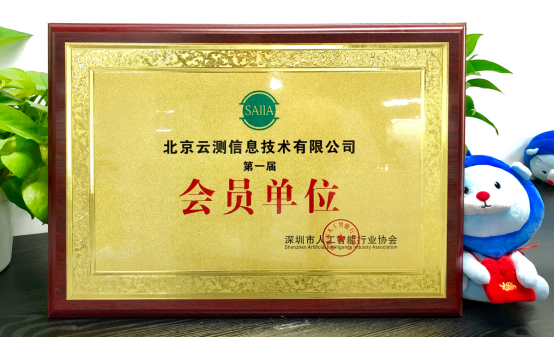 SAIIA
北京云测信息技术有限公司
第一届
会员单位
深圳市人工智能行业协会
Shenzhen Artificial Intelligence Industry Association